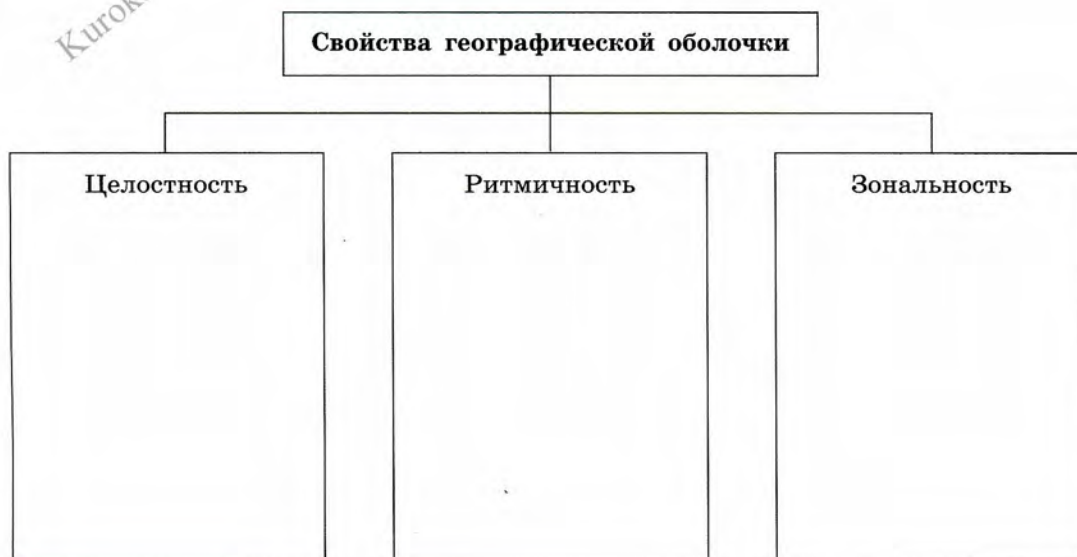 Свойства географической оболочки
Целостность
Ритмичность
Зональность